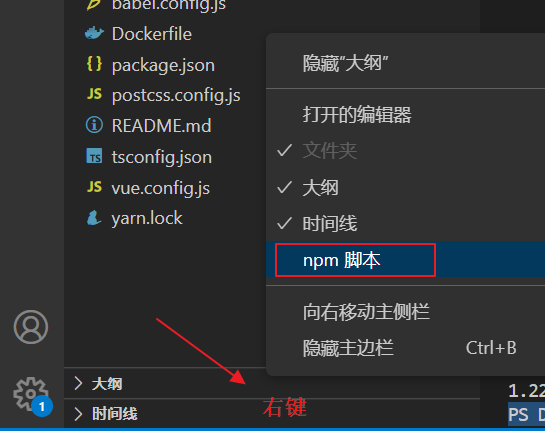 babel.config.js
Dockerfile
{ } package.json
JS postcss.config.js
README.md
TS tsconfig.json
JS vue.config.js
yarn.lock
隐藏"大纲"
打开的编辑器
文件夹
大纲
时间线
npm 脚本
向右移动主侧栏
隐藏主边栏 Ctrl+B
大纲
时间线
右键
1
1.22
PS D